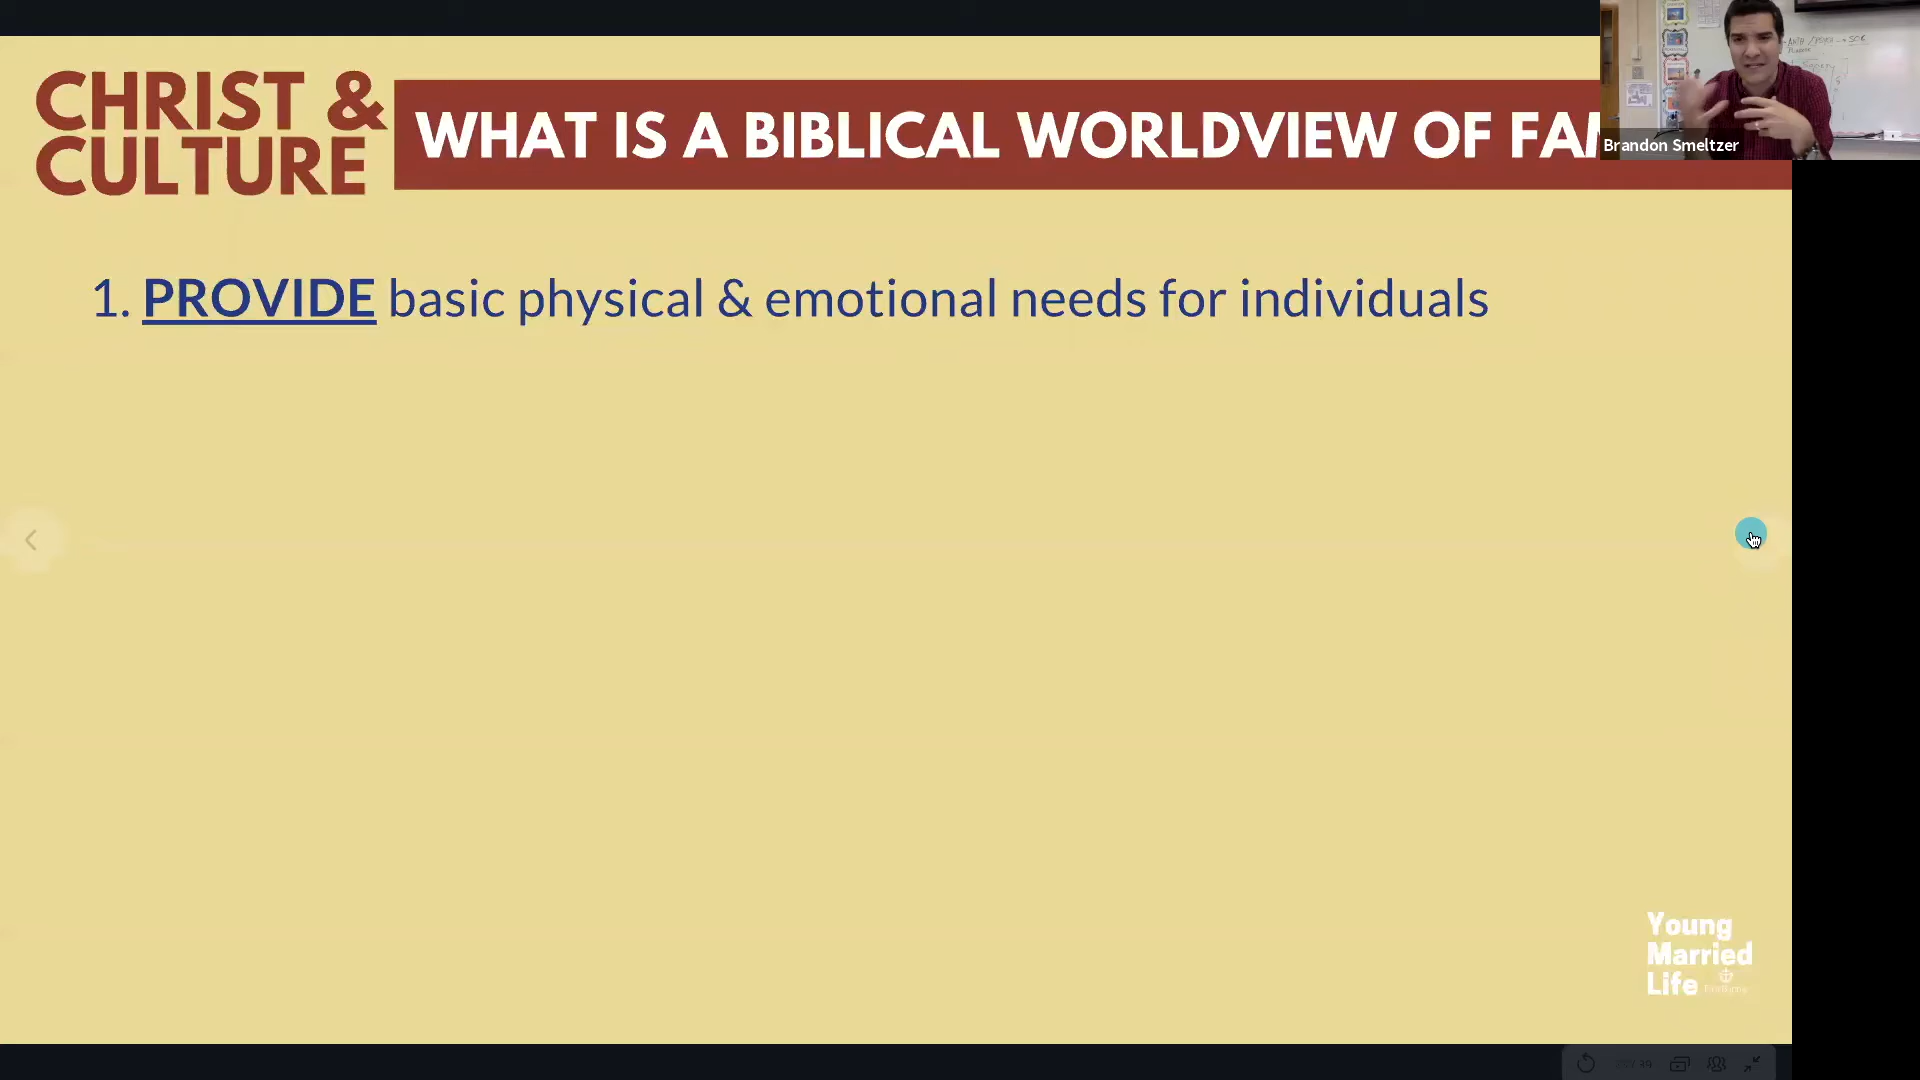 CHRIST &
CULTURE
WHAT IS A BIBLICAL WORLDVIEW OF FA
Brandon Smeltzer
1. PROVIDE basic physical & emotional needs for individuals
Young
Married
Life